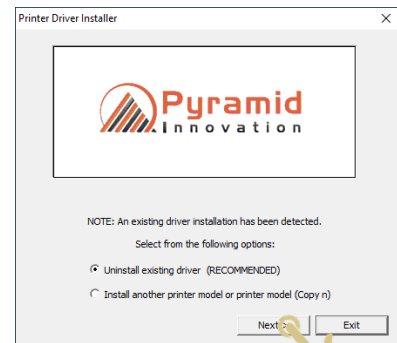 Printer Driver Installer
Pyramid
Innovation
NOTE: An existing driver installation has been detected.
Select from the following options:
Uninstall existing driver (RECOMMENDED)
Install another printer model or printer model (Copy n)
Next >
Exit